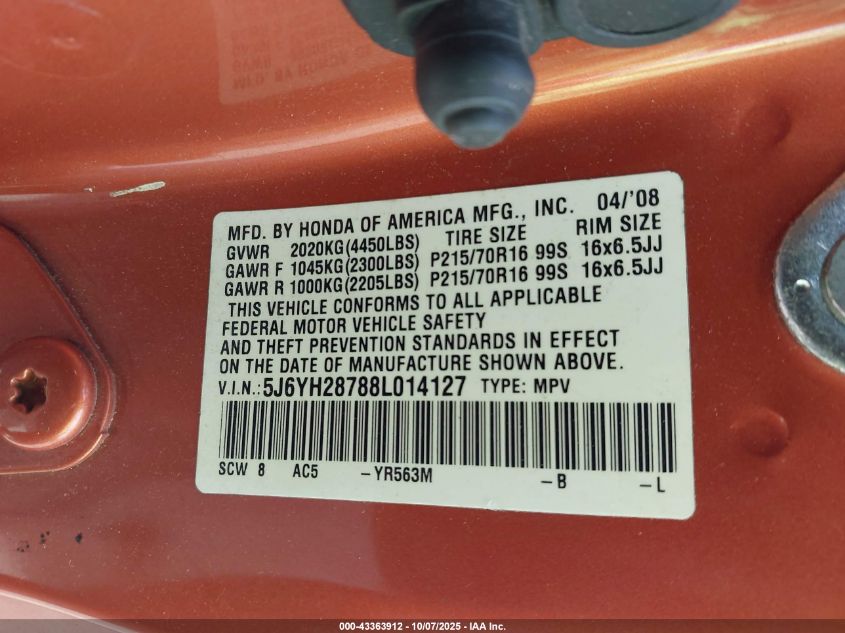 MFD. BY HONDA OF AMERICA MFG., INC. 04/'08
GVWR 2020KG(4450LBS) TIRE SIZE RIM SIZE
GAWR F 1045KG(2300LBS) P215/70R16 99S 16x6.5JJ
GAWR R 1000KG(2205LBS) P215/70R16 99S 16x6.5JJ
THIS VEHICLE CONFORMS TO ALL APPLICABLE
FEDERAL MOTOR VEHICLE SAFETY
AND THEFT PREVENTION STANDARDS IN EFFECT
ON THE DATE OF MANUFACTURE SHOWN ABOVE.
V.I.N.: 5J6YH28788L014127 TYPE: MPV
SCW 8 AC5 -YR563M -B -L
000-43363912 - 10/07/2025 - IAA Inc.